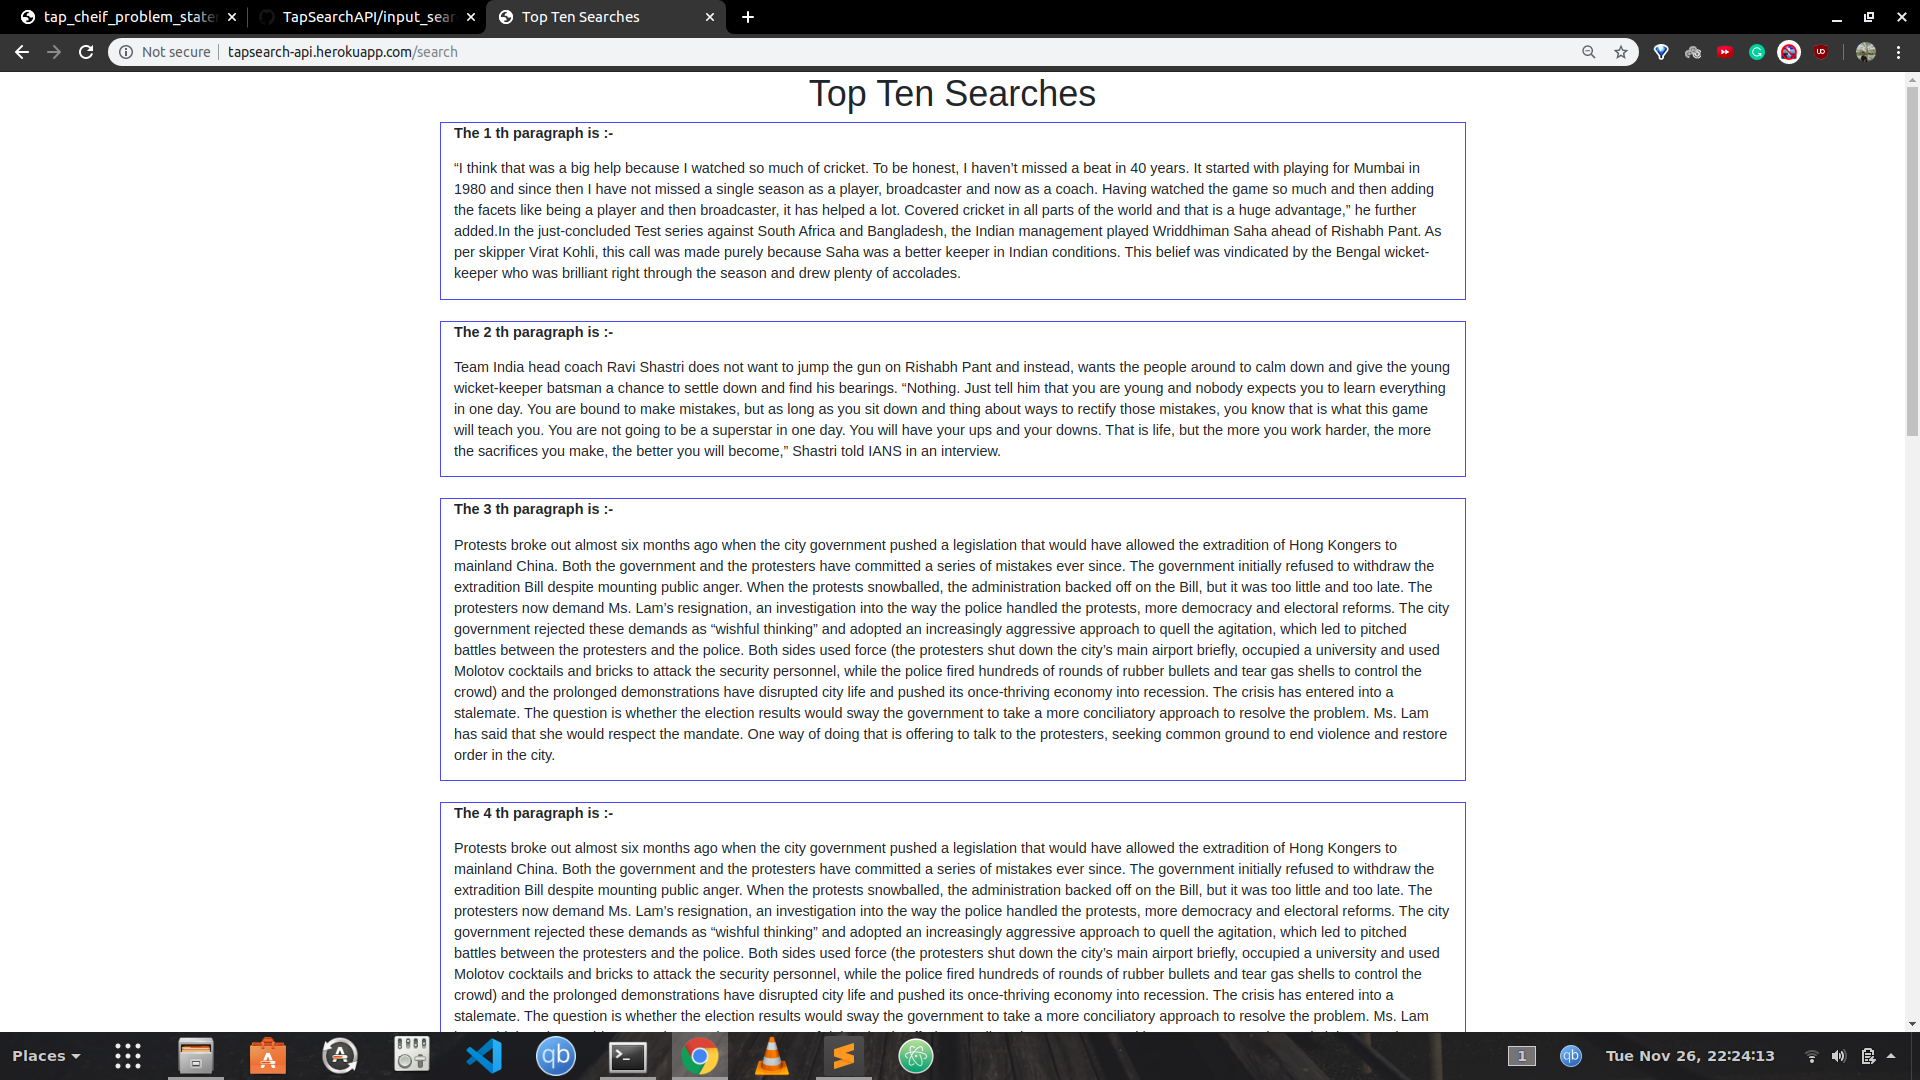 tap_cheif_problem_state
TapSearchAPI/input_sear
Top Ten Searches
Not secure
tapsearch-api.herokuapp.com/search
Top Ten Searches
The 1 th paragraph is :-
“I think that was a big help because I watched so much of cricket. To be honest, I haven’t missed a beat in 40 years. It started with playing for Mumbai in
1980 and since then I have not missed a single season as a player, broadcaster and now as a coach. Having watched the game so much and then adding
the facets like being a player and then broadcaster, it has helped a lot. Covered cricket in all parts of the world and that is a huge advantage,” he further
added.In the just-concluded Test series against South Africa and Bangladesh, the Indian management played Wriddhiman Saha ahead of Rishabh Pant. As
per skipper Virat Kohli, this call was made purely because Saha was a better keeper in Indian conditions. This belief was vindicated by the Bengal wicket-
keeper who was brilliant right through the season and drew plenty of accolades.
The 2 th paragraph is :-
Team India head coach Ravi Shastri does not want to jump the gun on Rishabh Pant and instead, wants the people around to calm down and give the young
wicket-keeper batsman a chance to settle down and find his bearings. “Nothing. Just tell him that you are young and nobody expects you to learn everything
in one day. You are bound to make mistakes, but as long as you sit down and thing about ways to rectify those mistakes, you know that is what this game
will teach you. You are not going to be a superstar in one day. You will have your ups and your downs. That is life, but the more you work harder, the more
the sacrifices you make, the better you will become,” Shastri told IANS in an interview.
The 3 th paragraph is :-
Protests broke out almost six months ago when the city government pushed a legislation that would have allowed the extradition of Hong Kongers to
mainland China. Both the government and the protesters have committed a series of mistakes ever since. The government initially refused to withdraw the
extradition Bill despite mounting public anger. When the protests snowballed, the administration backed off on the Bill, but it was too little and too late. The
protesters now demand Ms. Lam’s resignation, an investigation into the way the police handled the protests, more democracy and electoral reforms. The city
government rejected these demands as “wishful thinking” and adopted an increasingly aggressive approach to quell the agitation, which led to pitched
battles between the protesters and the police. Both sides used force (the protesters shut down the city’s main airport briefly, occupied a university and used
Molotov cocktails and bricks to attack the security personnel, while the police fired hundreds of rounds of rubber bullets and tear gas shells to control the
crowd) and the prolonged demonstrations have disrupted city life and pushed its once-thriving economy into recession. The crisis has entered into a
stalemate. The question is whether the election results would sway the government to take a more conciliatory approach to resolve the problem. Ms. Lam
has said that she would respect the mandate. One way of doing that is offering to talk to the protesters, seeking common ground to end violence and restore
order in the city.
The 4 th paragraph is :-
Protests broke out almost six months ago when the city government pushed a legislation that would have allowed the extradition of Hong Kongers to
mainland China. Both the government and the protesters have committed a series of mistakes ever since. The government initially refused to withdraw the
extradition Bill despite mounting public anger. When the protests snowballed, the administration backed off on the Bill, but it was too little and too late. The
protesters now demand Ms. Lam’s resignation, an investigation into the way the police handled the protests, more democracy and electoral reforms. The city
government rejected these demands as “wishful thinking” and adopted an increasingly aggressive approach to quell the agitation, which led to pitched
battles between the protesters and the police. Both sides used force (the protesters shut down the city’s main airport briefly, occupied a university and used
Molotov cocktails and bricks to attack the security personnel, while the police fired hundreds of rounds of rubber bullets and tear gas shells to control the
crowd) and the prolonged demonstrations have disrupted city life and pushed its once-thriving economy into recession. The crisis has entered into a
stalemate. The question is whether the election results would sway the government to take a more conciliatory approach to resolve the problem. Ms. Lam
Places
qb
1
qb
Tue Nov 26, 22:24:13